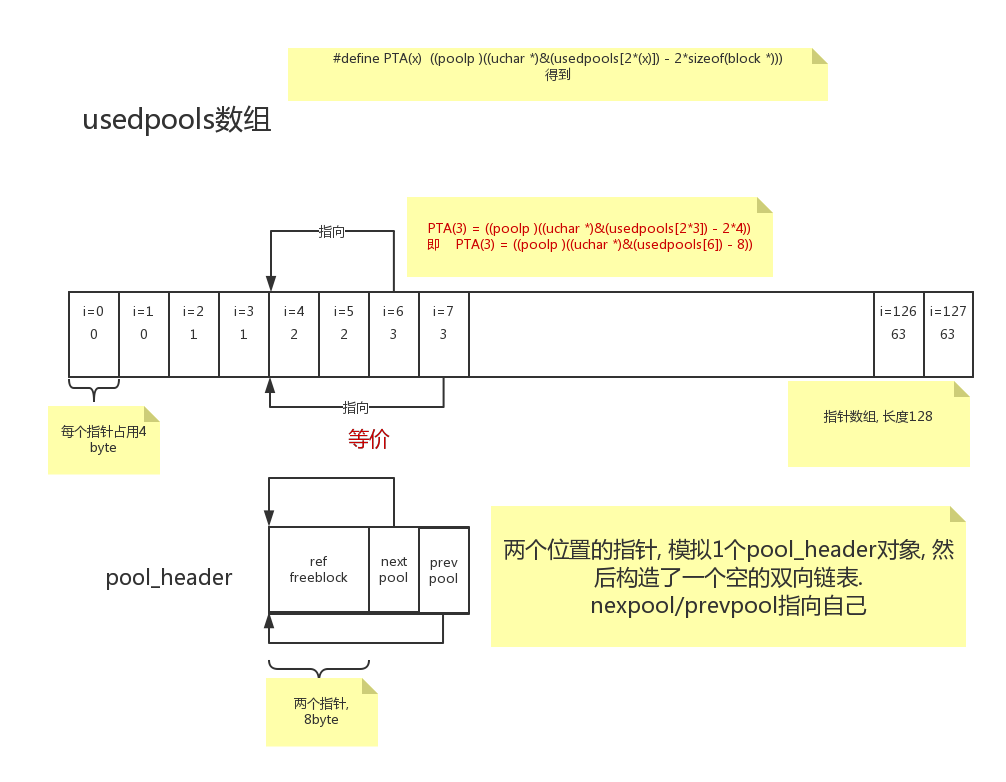 #define PTA(x)  ((poolp )((uchar *)&(usedpools[2*(x)]) - 2*sizeof(block *)))
得到
usedpools数组
PTA(3) = ((poolp )((uchar *)&(usedpools[2*3]) - 2*4))
即    PTA(3) = ((poolp )((uchar *)&(usedpools[6]) - 8))
指向
i=0 i=1 i=2 i=3 i=4 i=5 i=6 i=7 i=126 i=127
0 0 1 1 2 2 3 3 63 63
指向
每个指针占用4
byte
指针数组, 长度128
等价
pool_header
ref
freeblock
next
pool
prev
pool
两个位置的指针, 模拟1个pool_header对象, 然
后构造了一个空的双向链表.
nexpool/prevpool指向自己
两个指针,
8byte